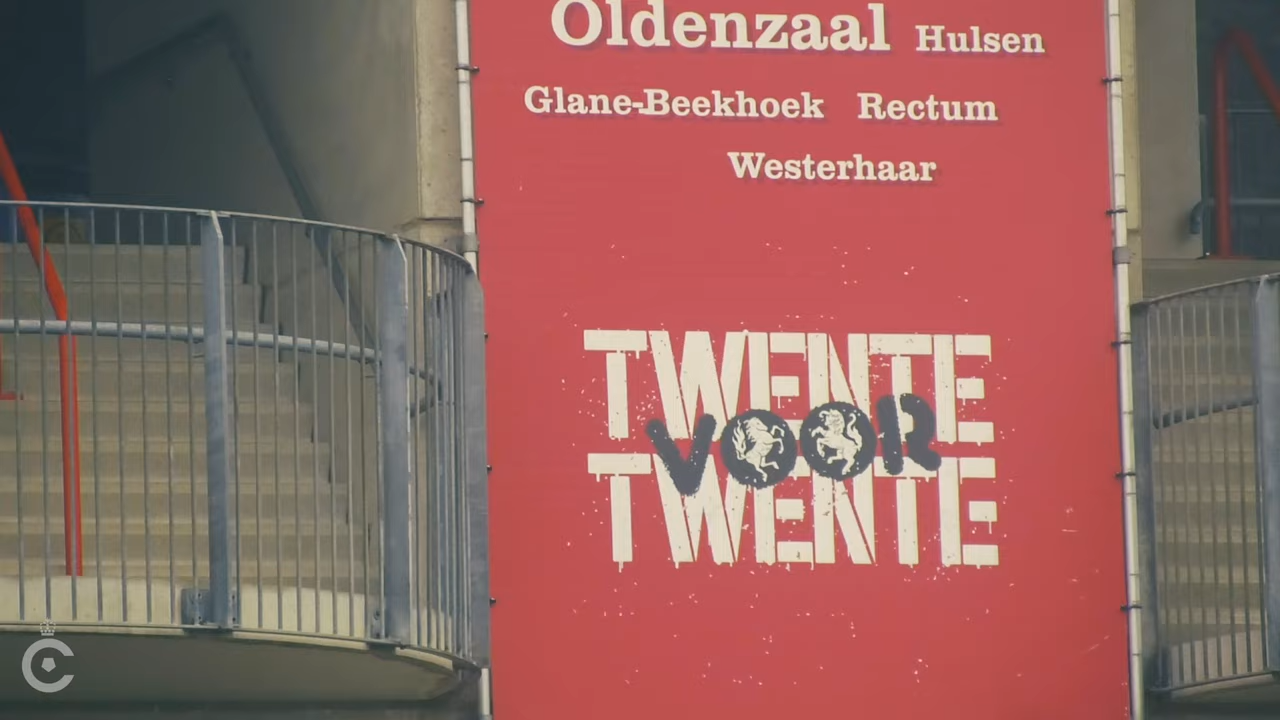 Oldenzaal Hulsen
Glane-Beekhoek Rectum
Westerhaar
TWENTE
VOOR
TWENTE